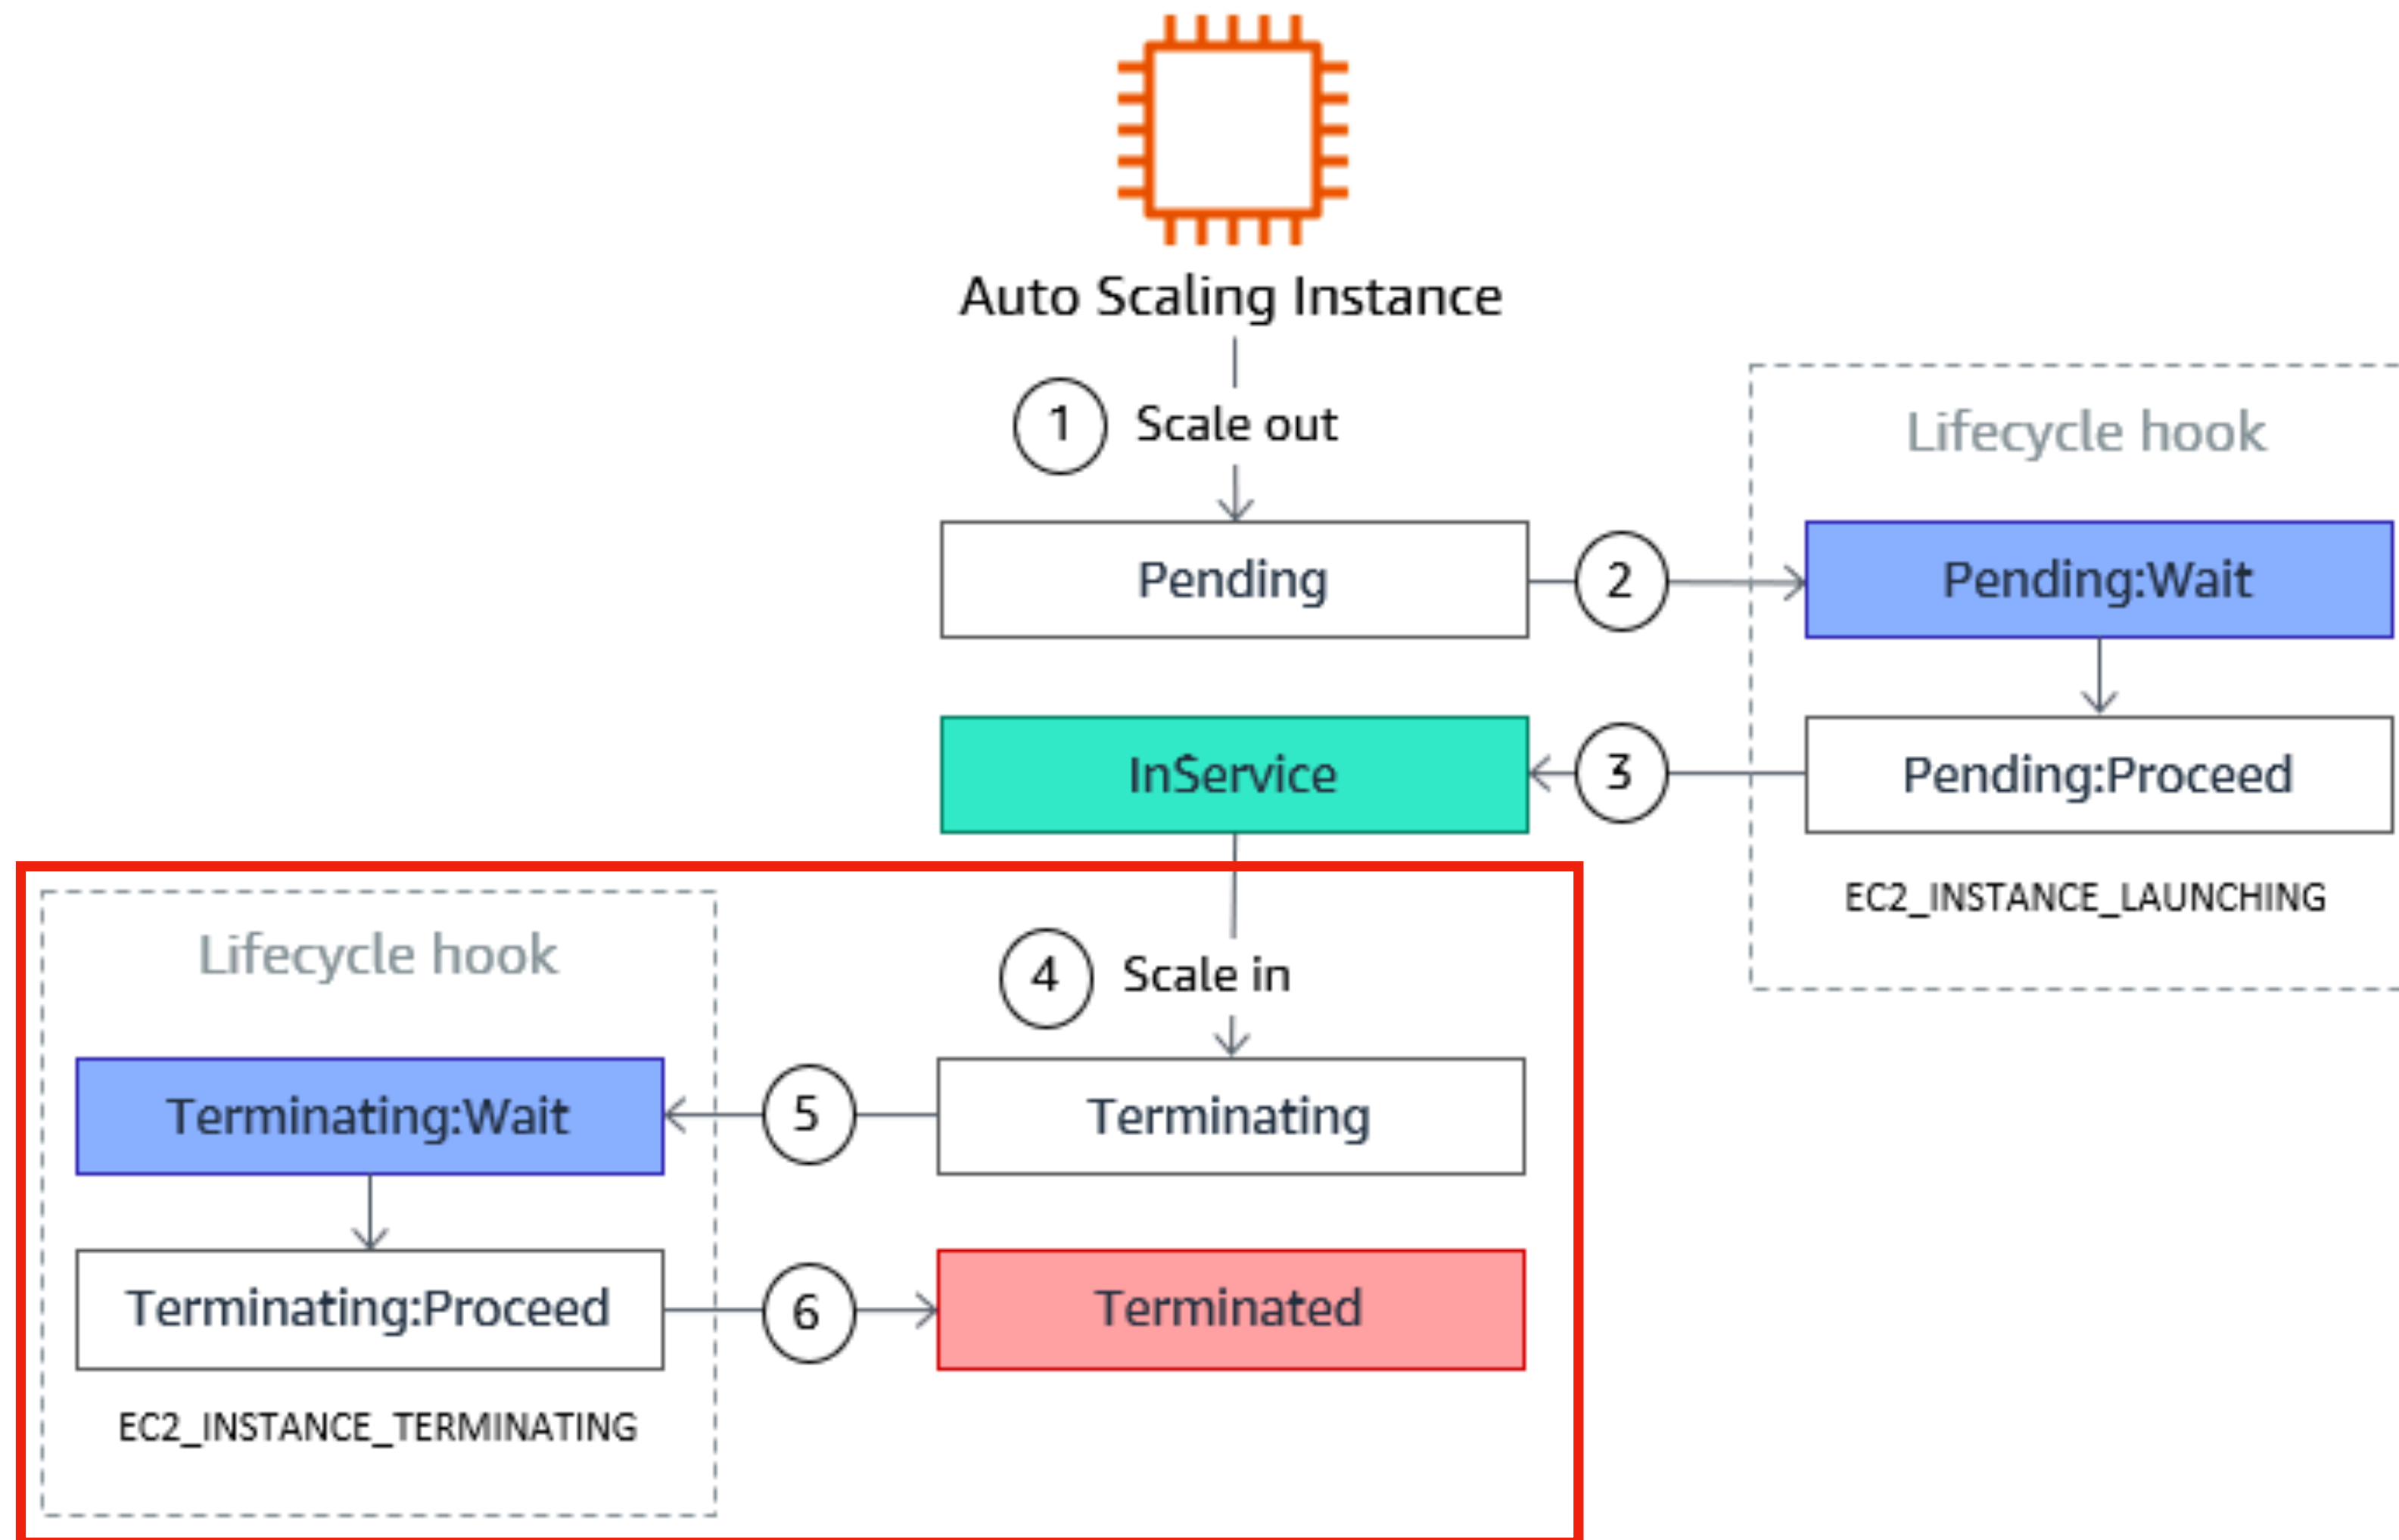 Auto Scaling Instance
1 Scale out
Lifecycle hook
Pending
2
Pending:Wait
InService
3
Pending:Proceed
EC2_INSTANCE_LAUNCHING
Lifecycle hook
4 Scale in
Terminating:Wait
5
Terminating
Terminating:Proceed
6
Terminated
EC2_INSTANCE_TERMINATING